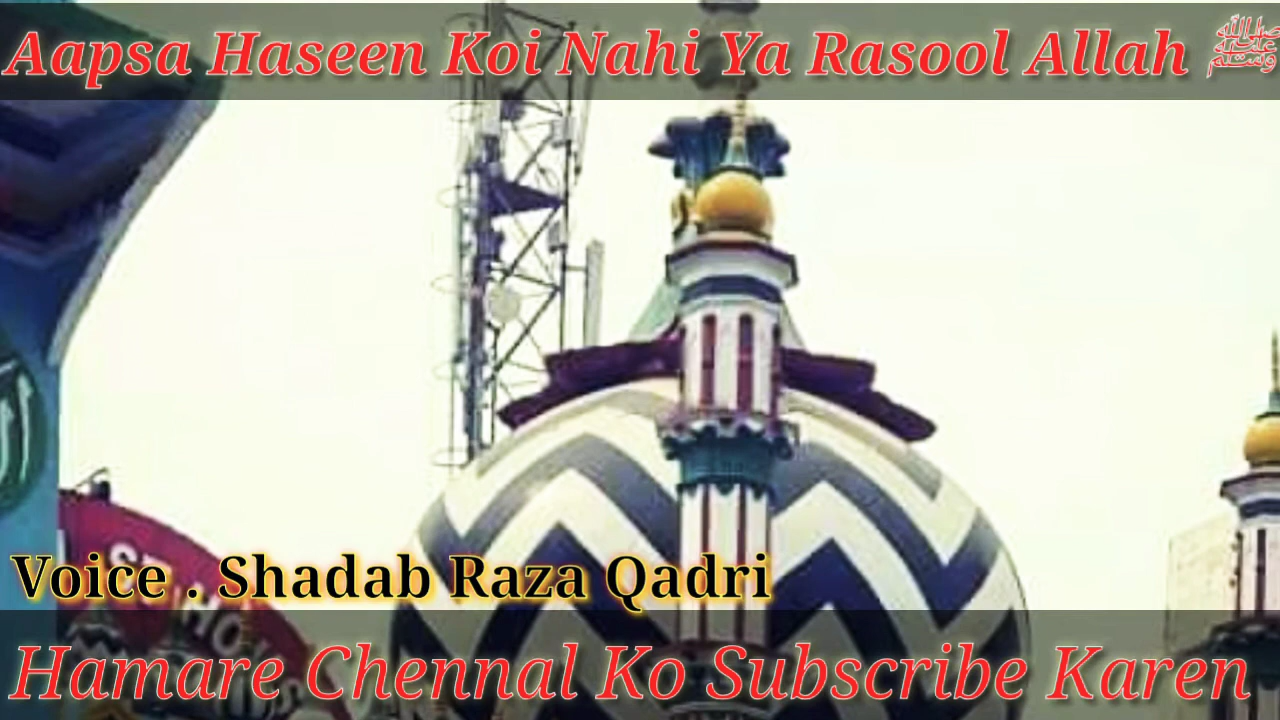 Aapsa Haseen Koi Nahi Ya Rasool Allah ﷺ
Voice . Shadab Raza Qadri
Hamare Chennal Ko Subscribe Karen